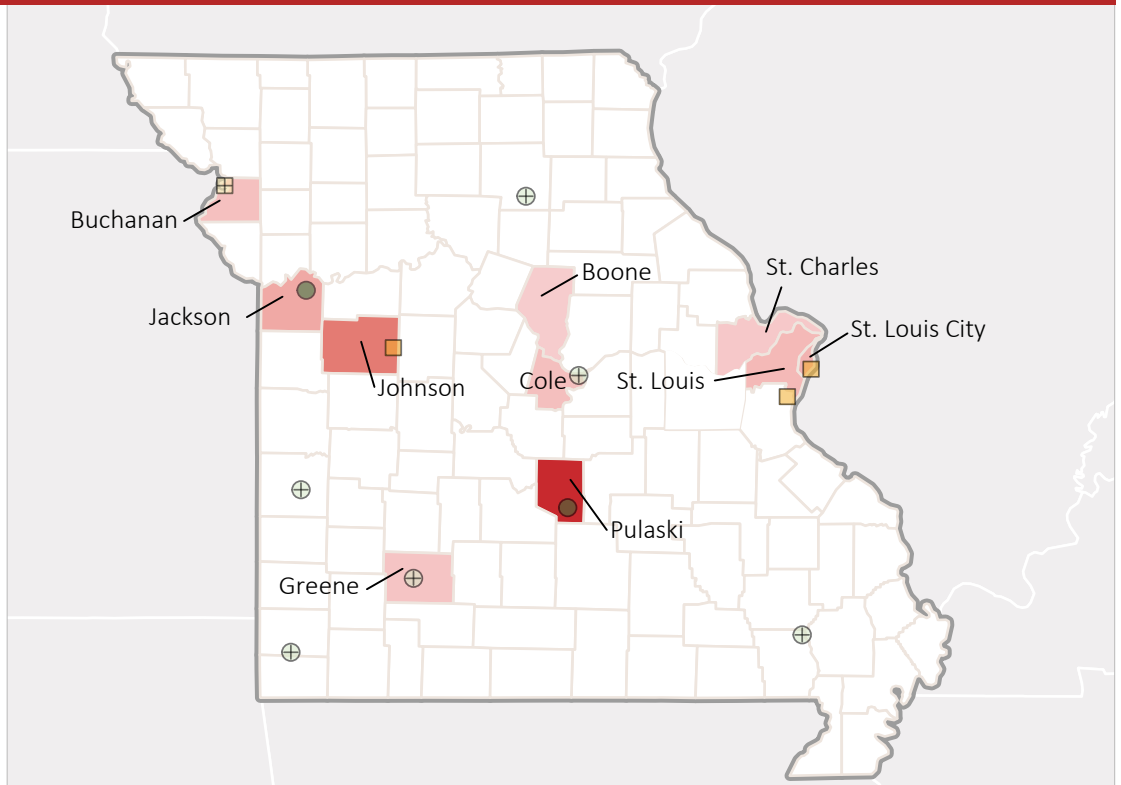 Buchanan
Boone
St. Charles
Jackson
St. Louis City
Johnson
Cole
St. Louis
Pulaski
Greene